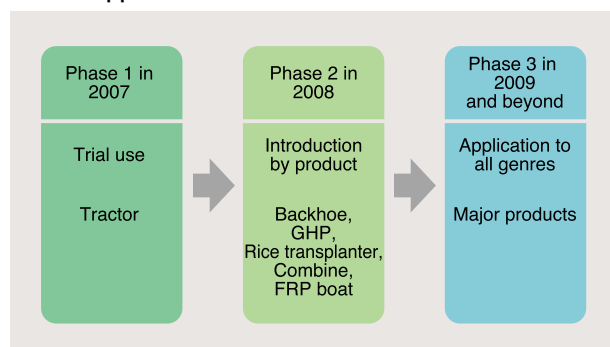 Phase 1 in
2007
Trial use
Tractor
Phase 2 in
2008
Introduction
by product
Backhoe,
GHP,
Rice transplanter,
Combine,
FRP boat
Phase 3 in
2009
and beyond
Application to
all genres
Major products